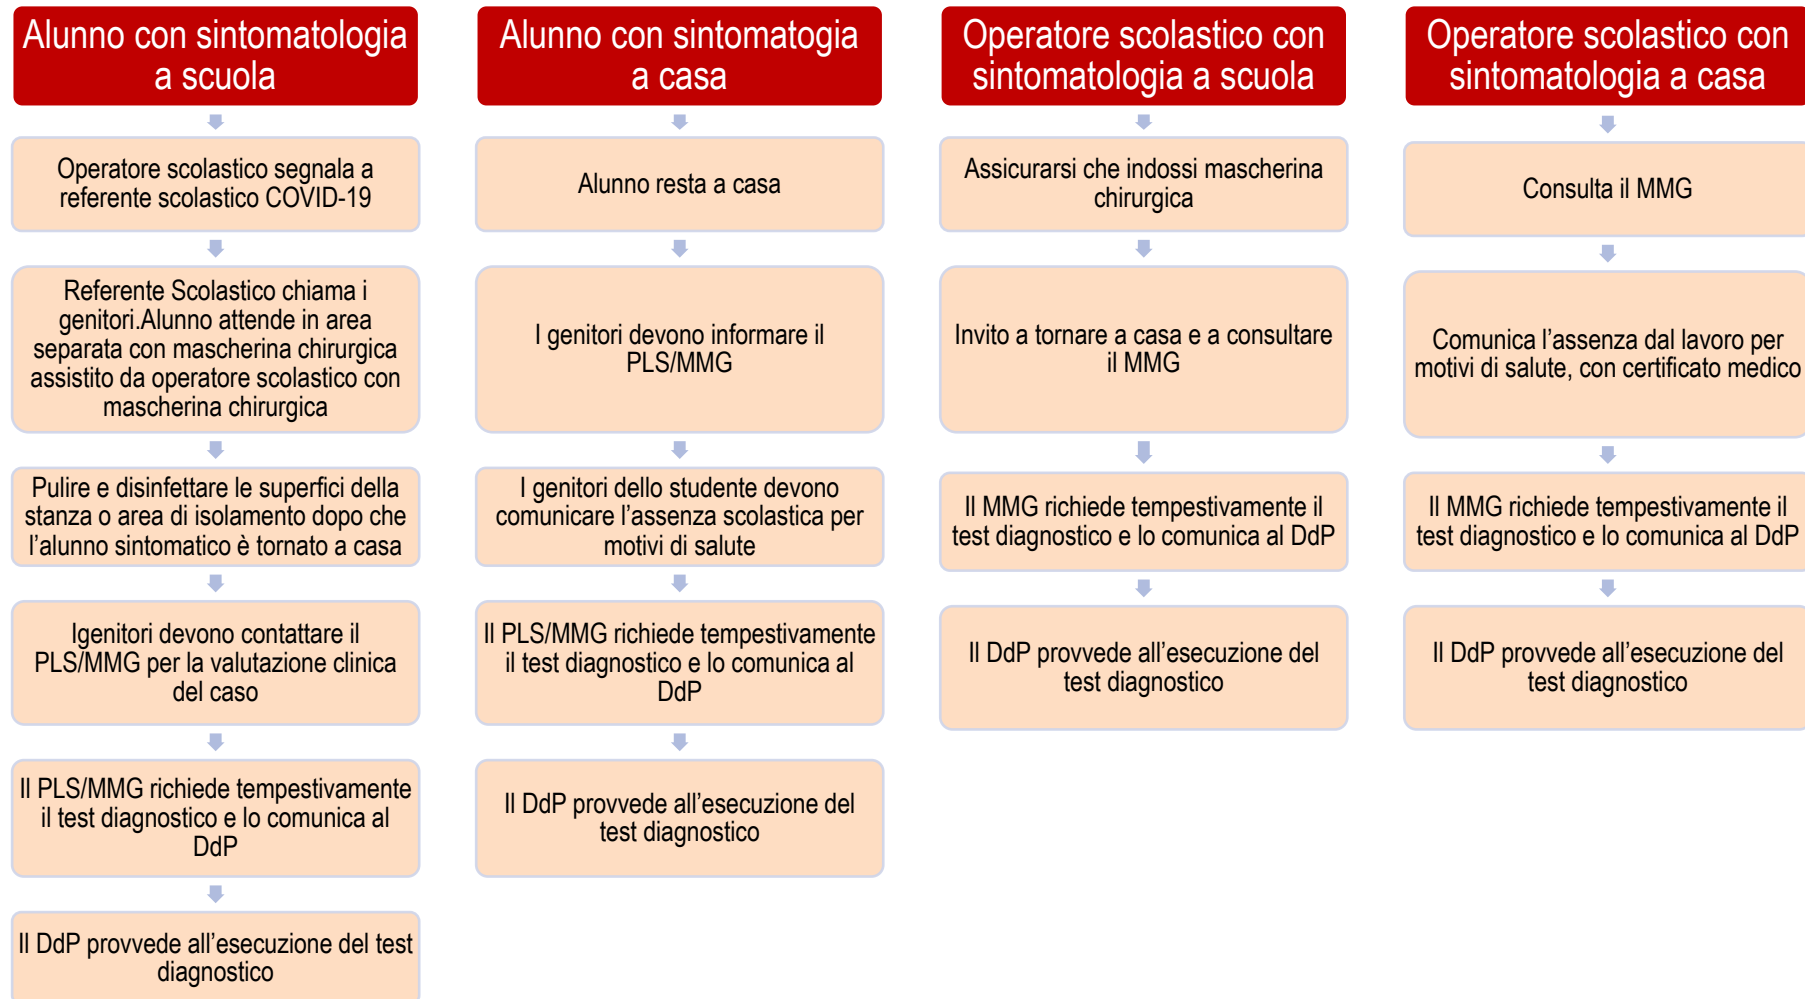 Alunno con sintomatologia
a scuola
Operatore scolastico segnala a
referente scolastico COVID-19
Referente Scolastico chiama i
genitori.Alunno attende in area
separata con mascherina chirurgica
assistito da operatore scolastico con
mascherina chirurgica
Pulire e disinfettare le superfici della
stanza o area di isolamento dopo che
l’alunno sintomatico è tornato a casa
Igenitori devono contattare il
PLS/MMG per la valutazione clinica
del caso
Il PLS/MMG richiede tempestivamente
il test diagnostico e lo comunica al
DdP
Il DdP provvede all’esecuzione del test
diagnostico
Alunno con sintomatogia
a casa
Alunno resta a casa
I genitori devono informare il
PLS/MMG
I genitori dello studente devono
comunicare l’assenza scolastica per
motivi di salute
Il PLS/MMG richiede tempestivamente
il test diagnostico e lo comunica al
DdP
Il DdP provvede all’esecuzione del
test diagnostico
Operatore scolastico con
sintomatologia a scuola
Assicurarsi che indossi mascherina
chirurgica
Invito a tornare a casa e a consultare
il MMG
Il MMG richiede tempestivamente il
test diagnostico e lo comunica al DdP
Il DdP provvede all’esecuzione del
test diagnostico
Operatore scolastico con
sintomatologia a casa
Consulta il MMG
Comunica l’assenza dal lavoro per
motivi di salute, con certificato medico
Il MMG richiede tempestivamente il
test diagnostico e lo comunica al DdP
Il DdP provvede all’esecuzione del
test diagnostico